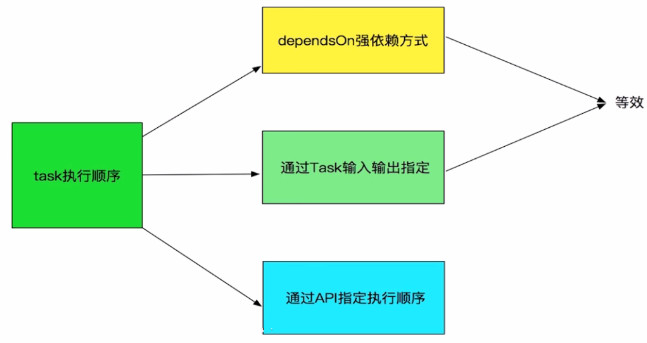 dependsOn强依赖方式
等效
task执行顺序
通过Task输入输出指定
通过API指定执行顺序